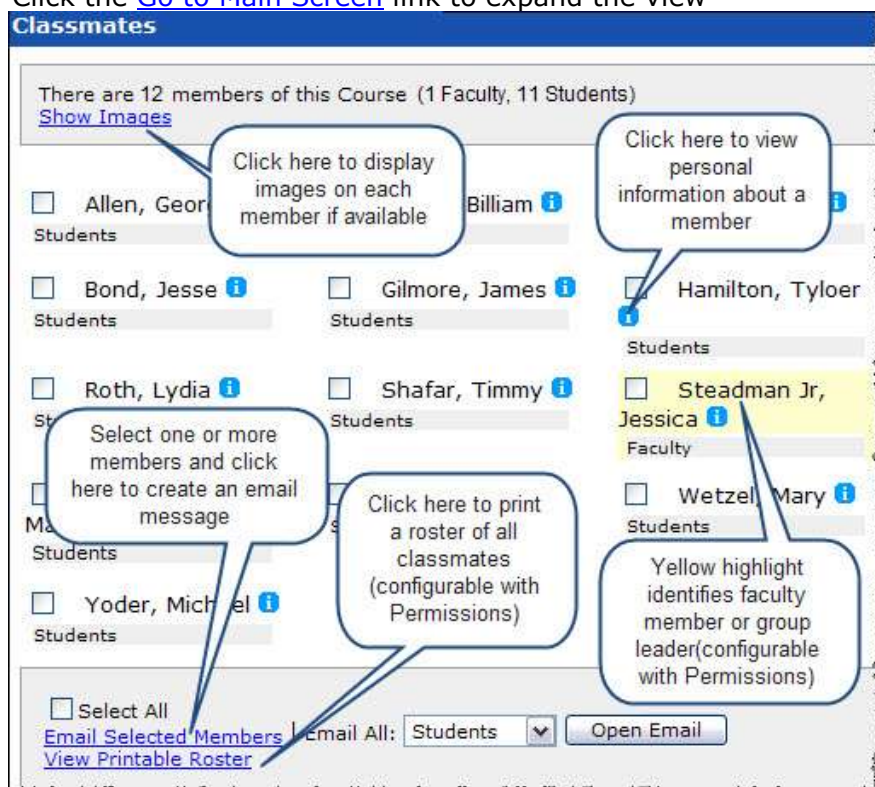 Click the Go to Main Screen link to expand the view
Classmates
There are 12 members of this Course (1 Faculty, 11 Students)
Show Images
Click here to display
images on each
member if available
Click here to view
personal
information about a
member
Allen,
Billiam
Students
Bond, Jesse
Gilmore, James
Hamilton, Tyloer
Students
Students
Students
Roth, Lydia
Shafar, Timmy
Steadman Jr,
Jessica
Students
Faculty
Select one or more
members and click
here to create an email
message
Click here to print
a roster of all
classmates
(configurable with
Permissions)
Wetzel, Mary
Students
Students
Yellow highlight
identifies faculty
member or group
leader(configurable
with Permissions)
Yoder,
Students
Select All
Email Selected Members | Email All: Students Open Email
View Printable Roster